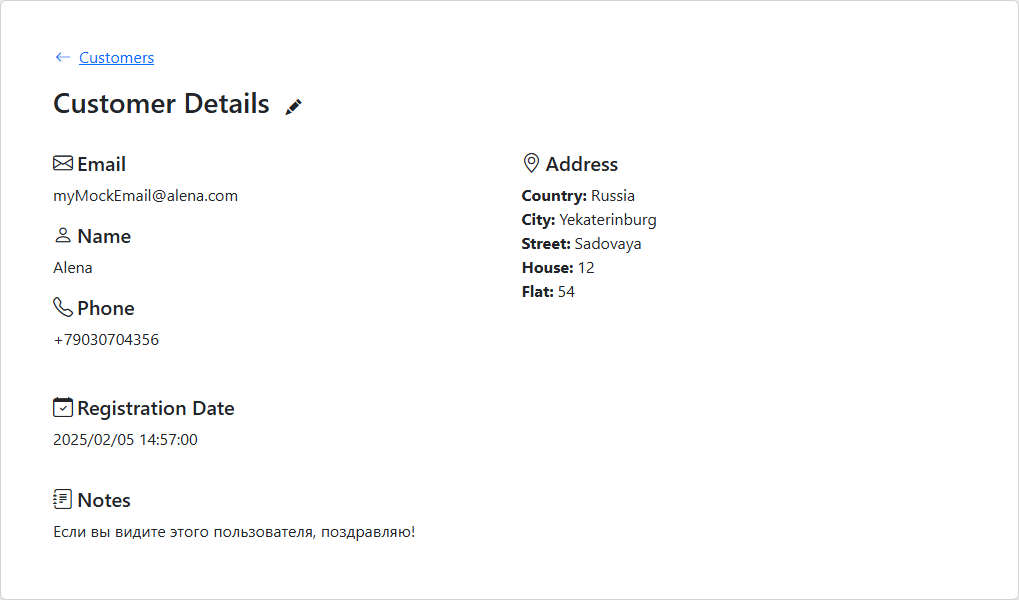 Customers
Customer Details
Email
myMockEmail@alena.com
Name
Alena
Phone
+79030704356
Address
Country: Russia
City: Yekaterinburg
Street: Sadovaya
House: 12
Flat: 54
Registration Date
2025/02/05 14:57:00
Notes
Если вы видите этого пользователя, поздравляю!